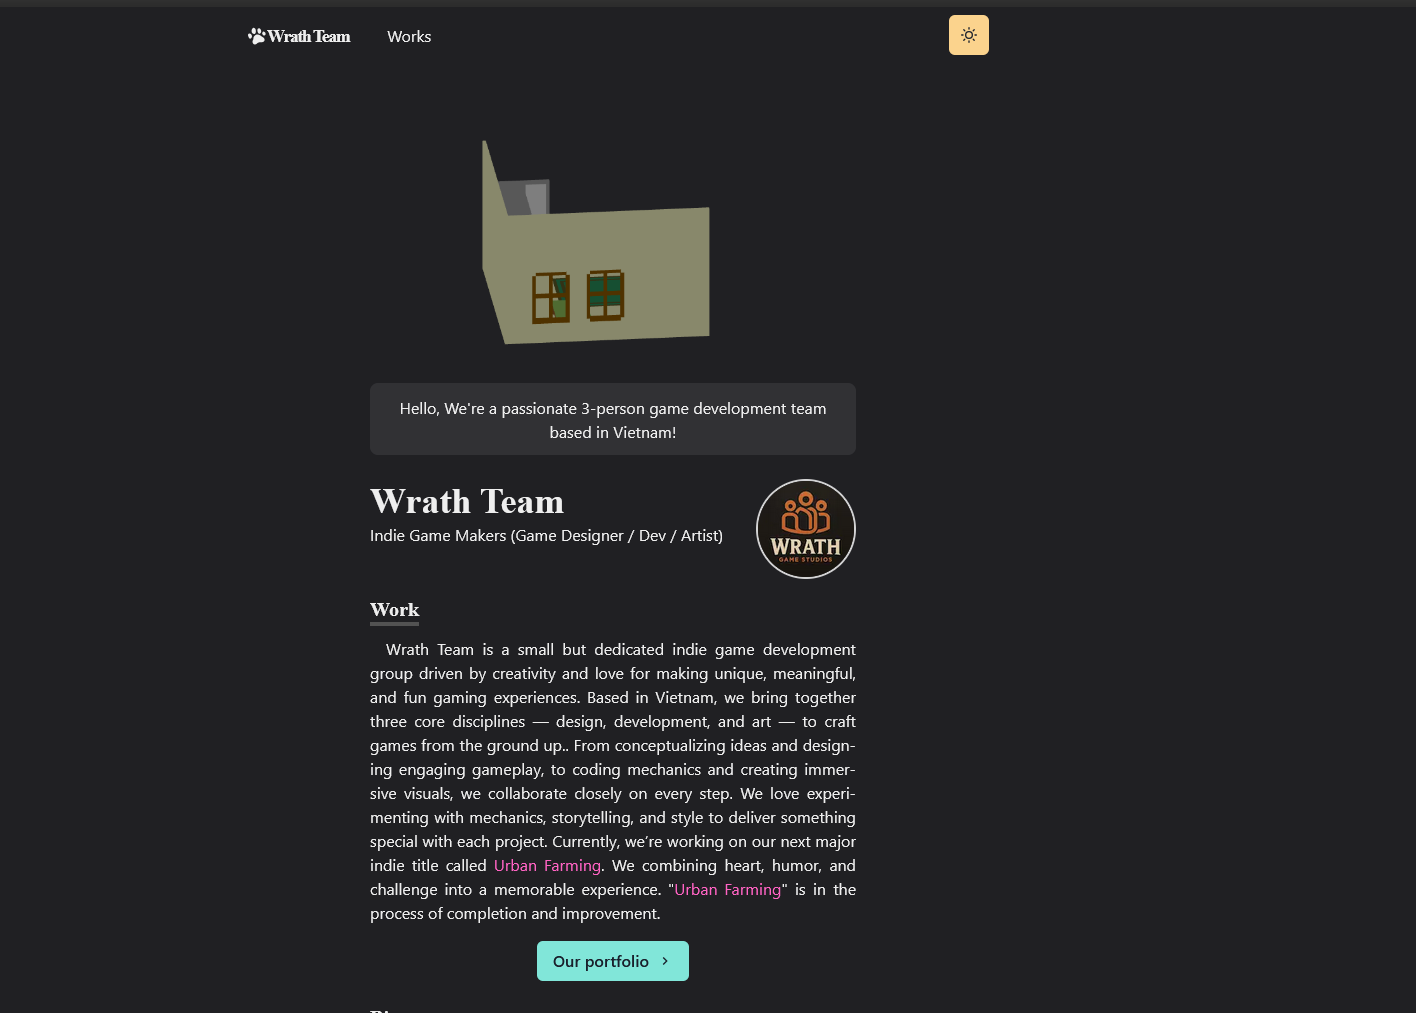 Wrath Team Works
Hello, We're a passionate 3-person game development team
based in Vietnam!
Wrath Team
Indie Game Makers (Game Designer / Dev / Artist)
WRATH
GAME STUDIOS
Work
Wrath Team is a small but dedicated indie game development
group driven by creativity and love for making unique, meaningful,
and fun gaming experiences. Based in Vietnam, we bring together
three core disciplines — design, development, and art — to craft
games from the ground up.. From conceptualizing ideas and design-
ing engaging gameplay, to coding mechanics and creating immer-
sive visuals, we collaborate closely on every step. We love experi-
menting with mechanics, storytelling, and style to deliver something
special with each project. Currently, we’re working on our next major
indie title called Urban Farming. We combining heart, humor, and
challenge into a memorable experience. "Urban Farming" is in the
process of completion and improvement.
Our portfolio